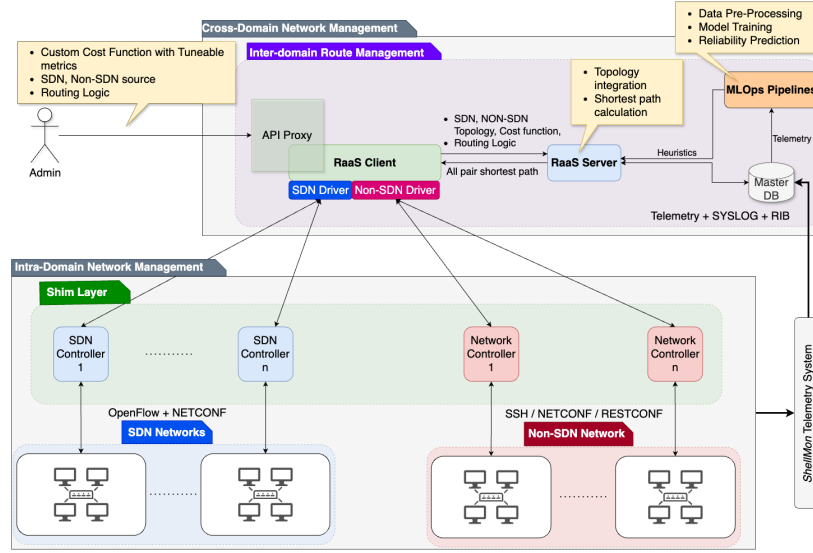 Cross-Domain Network Management
Inter-domain Route Management
• Custom Cost Function with Tuneable
metrics
• SDN, Non-SDN source
• Routing Logic
• Data Pre-Processing
• Model Training
• Reliability Prediction
• Topology
integration
• Shortest path
calculation
MLOps Pipelines
Admin
API Proxy
RaaS Client
SDN Driver
Non-SDN Driver
• SDN, NON-SDN
Topology, Cost function,
• Routing Logic
All pair shortest path
RaaS Server
Heuristics
Telemetry
Master
DB
Telemetry + SYSLOG + RIB
Intra-Domain Network Management
Shim Layer
SDN
Controller
1
..........
SDN
Controller
n
Network
Controller
1
..........
Network
Controller
n
OpenFlow + NETCONF
SDN Networks
SSH / NETCONF / RESTCONF
Non-SDN Network
..........
..........
ShellMon Telemetry System